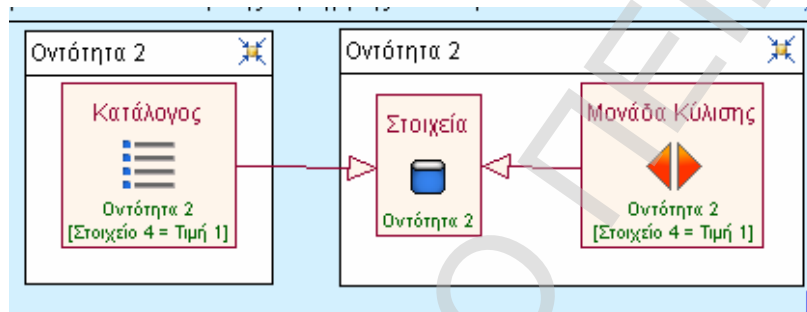 Οντότητα 2
Οντότητα 2
Κατάλογος
Οντότητα 2
[Στοιχείο 4 = Τιμή 1]
Στοιχεία
Οντότητα 2
Μονάδα Κύλισης
Οντότητα 2
[Στοιχείο 4 = Τιμή 1]